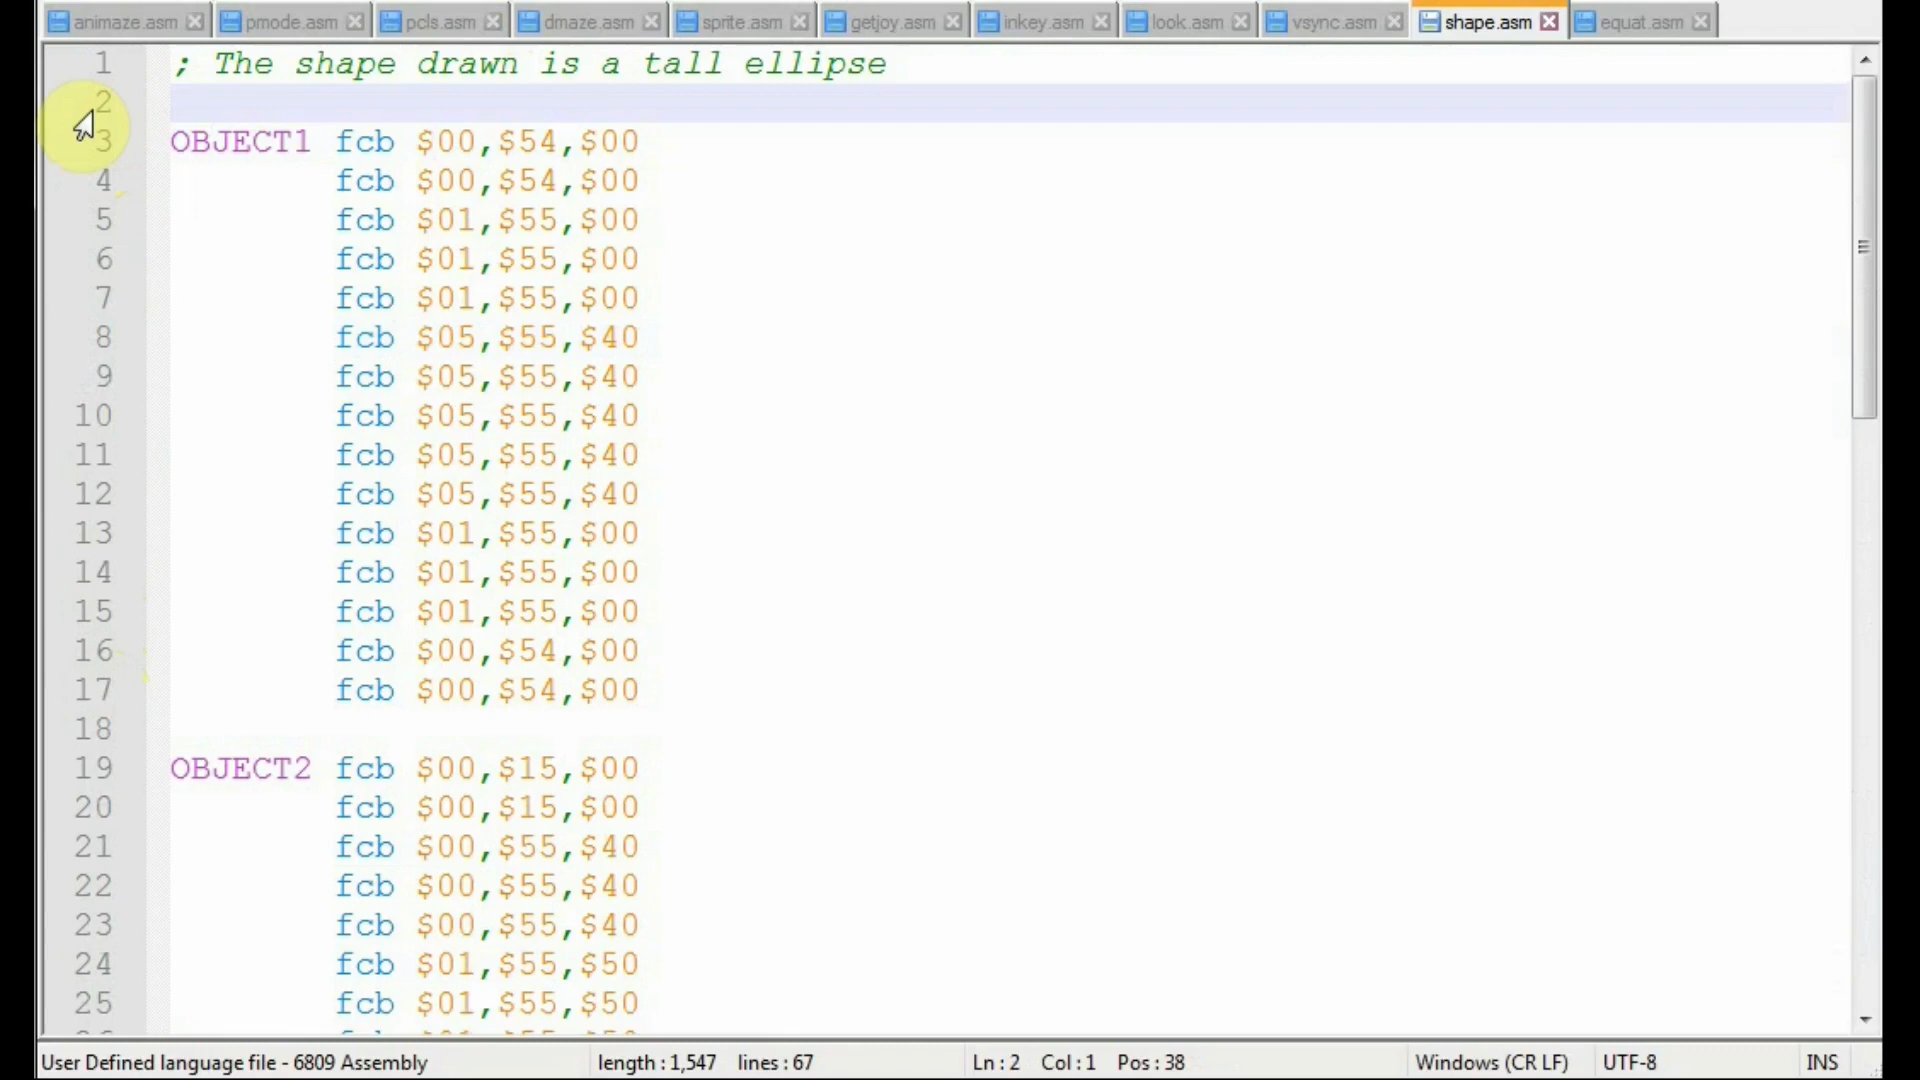 animaze.asm pmode.asm pcls.asm dmaze.asm sprite.asm getjoy.asm inkey.asm look.asm vsync.asm shape.asm equat.asm
1 ; The shape drawn is a tall ellipse
2
3 OBJECT1 fcb $00,$54,$00
4 fcb $00,$54,$00
5 fcb $01,$55,$00
6 fcb $01,$55,$00
7 fcb $01,$55,$00
8 fcb $05,$55,$40
9 fcb $05,$55,$40
10 fcb $05,$55,$40
11 fcb $05,$55,$40
12 fcb $05,$55,$40
13 fcb $01,$55,$00
14 fcb $01,$55,$00
15 fcb $01,$55,$00
16 fcb $00,$54,$00
17 fcb $00,$54,$00
18
19 OBJECT2 fcb $00,$15,$00
20 fcb $00,$15,$00
21 fcb $00,$55,$40
22 fcb $00,$55,$40
23 fcb $00,$55,$40
24 fcb $01,$55,$50
25 fcb $01,$55,$50
User Defined language file - 6809 Assembly length : 1,547 lines : 67 Ln : 2 Col : 1 Pos : 38 Windows (CR LF) UTF-8 INS